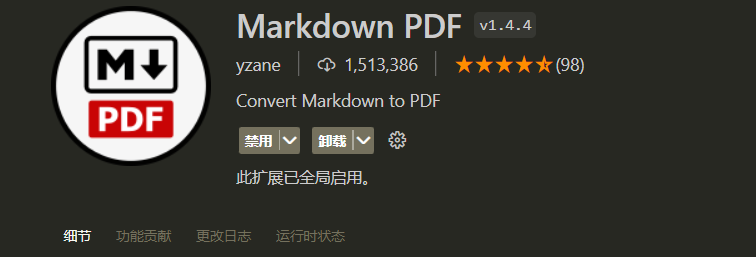 Markdown PDF v1.4.4
M
PDF
yzane 1,513,386 (98)
Convert Markdown to PDF
禁用 卸载
此扩展已全局启用。
细节 功能贡献 更改日志 运行时状态